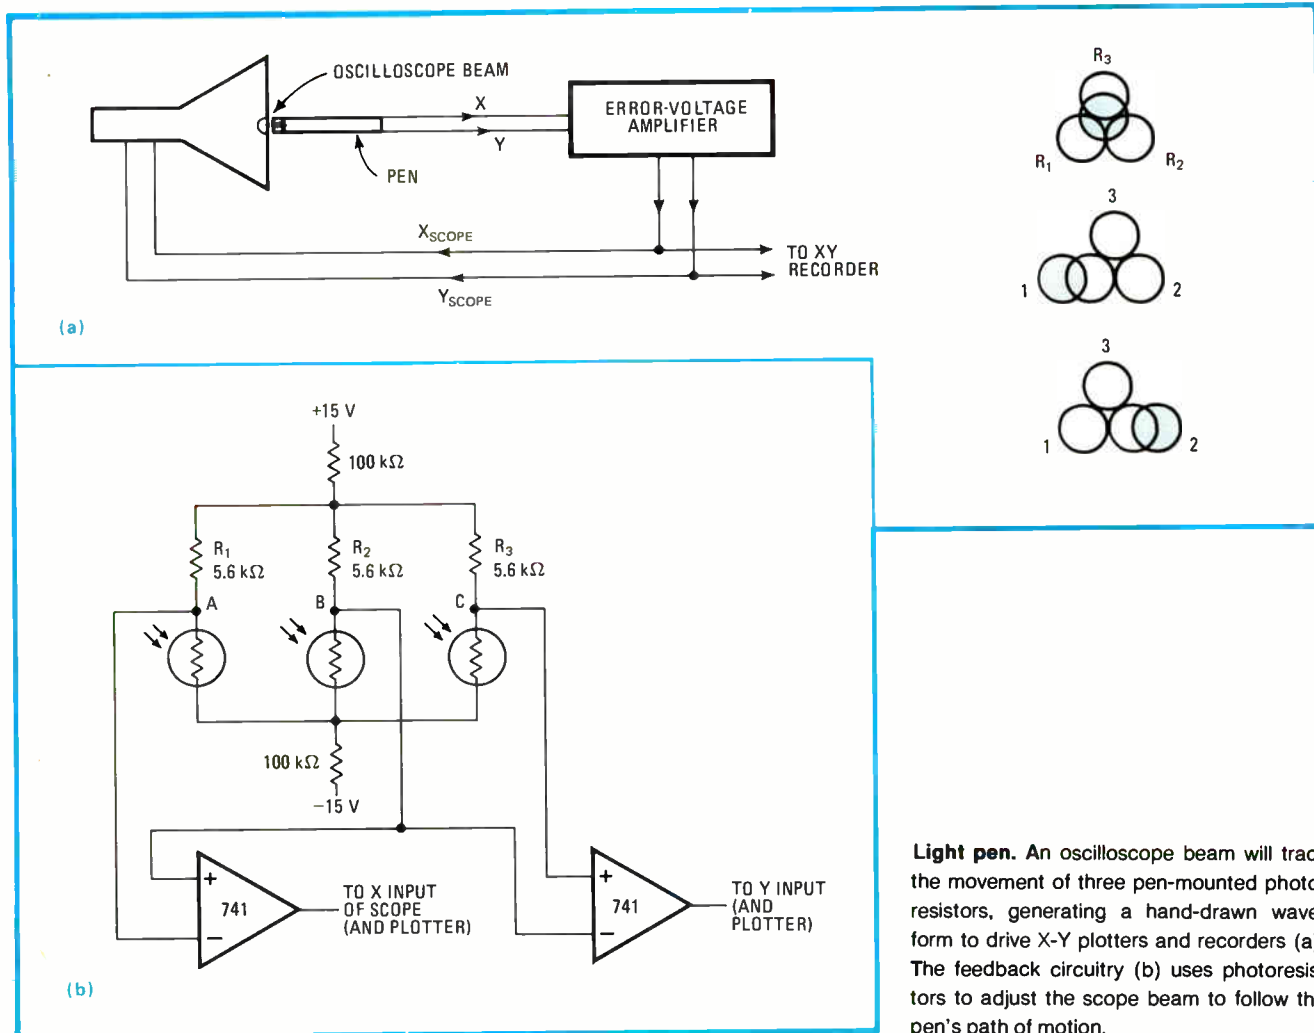 OSCILLOSCOPE BEAM
X
Y
PEN
ERROR-VOLTAGE
AMPLIFIER
X SCOPE
Y SCOPE
TO XY
RECORDER
(a)
R3
R1
R2
3
1
2
3
1
2
+15 V
100 kΩ
R1
5.6 kΩ
R2
5.6 kΩ
R3
5.6 kΩ
A
B
C
100 kΩ
−15 V
+
741
−
TO X INPUT
OF SCOPE
(AND PLOTTER)
+
741
−
TO Y INPUT
(AND
PLOTTER)
(b)
Light pen. An oscilloscope beam will trac
the movement of three pen-mounted photo
resistors, generating a hand-drawn wave
form to drive X-Y plotters and recorders (a
The feedback circuitry (b) uses photoresis
tors to adjust the scope beam to follow th
pen's path of motion.